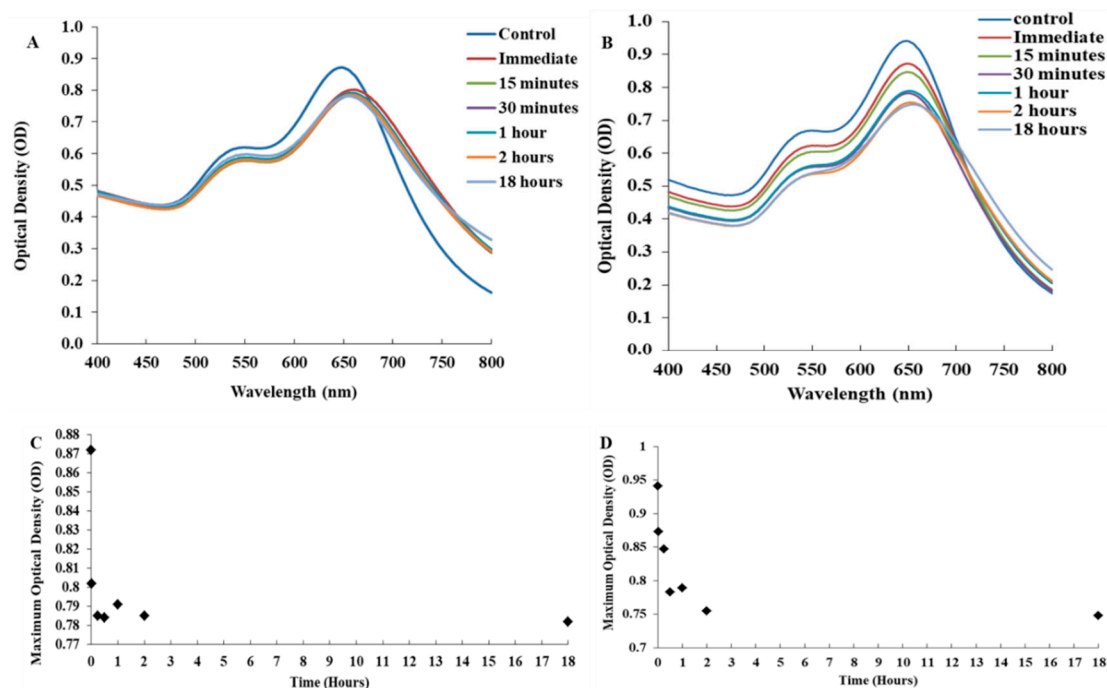 A
Optical Density (OD)
1.0
0.9
0.8
0.7
0.6
0.5
0.4
0.3
0.2
0.1
0.0
400 450 500 550 600 650 700 750 800
Wavelength (nm)
Control
Immediate
15 minutes
30 minutes
1 hour
2 hours
18 hours
B
Optical Density (OD)
1.0
0.9
0.8
0.7
0.6
0.5
0.4
0.3
0.2
0.1
0.0
400 450 500 550 600 650 700 750 800
Wavelength (nm)
control
Immediate
15 minutes
30 minutes
1 hour
2 hours
18 hours
C
Maximum Optical Density (OD)
0.88
0.87
0.86
0.85
0.84
0.83
0.82
0.81
0.8
0.79
0.78
0.77
0 1 2 3 4 5 6 7 8 9 10 11 12 13 14 15 16 17 18
Time (Hours)
D
Maximum Optical Density (OD)
1
0.95
0.9
0.85
0.8
0.75
0.7
0 1 2 3 4 5 6 7 8 9 10 11 12 13 14 15 16 17 18
Time (Hours)